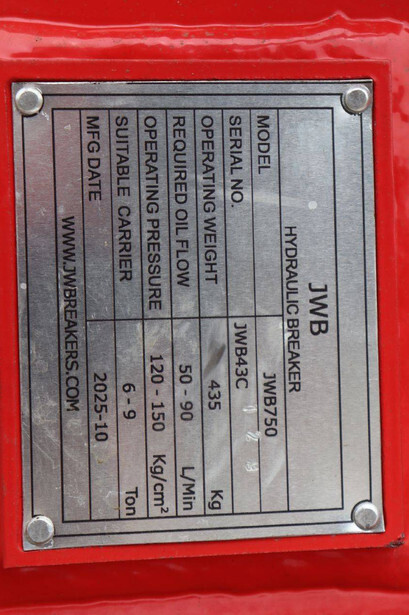 JWB
HYDRAULIC BREAKER
MODEL JWB750
SERIAL NO. JWB43C
OPERATING WEIGHT 435 Kg
REQUIRED OIL FLOW 50 - 90 L/Min
OPERATING PRESSURE 120 - 150 Kg/cm²
SUITABLE CARRIER 6 - 9 Ton
MFG DATE 2025-10
WWW.JWBREAKERS.COM